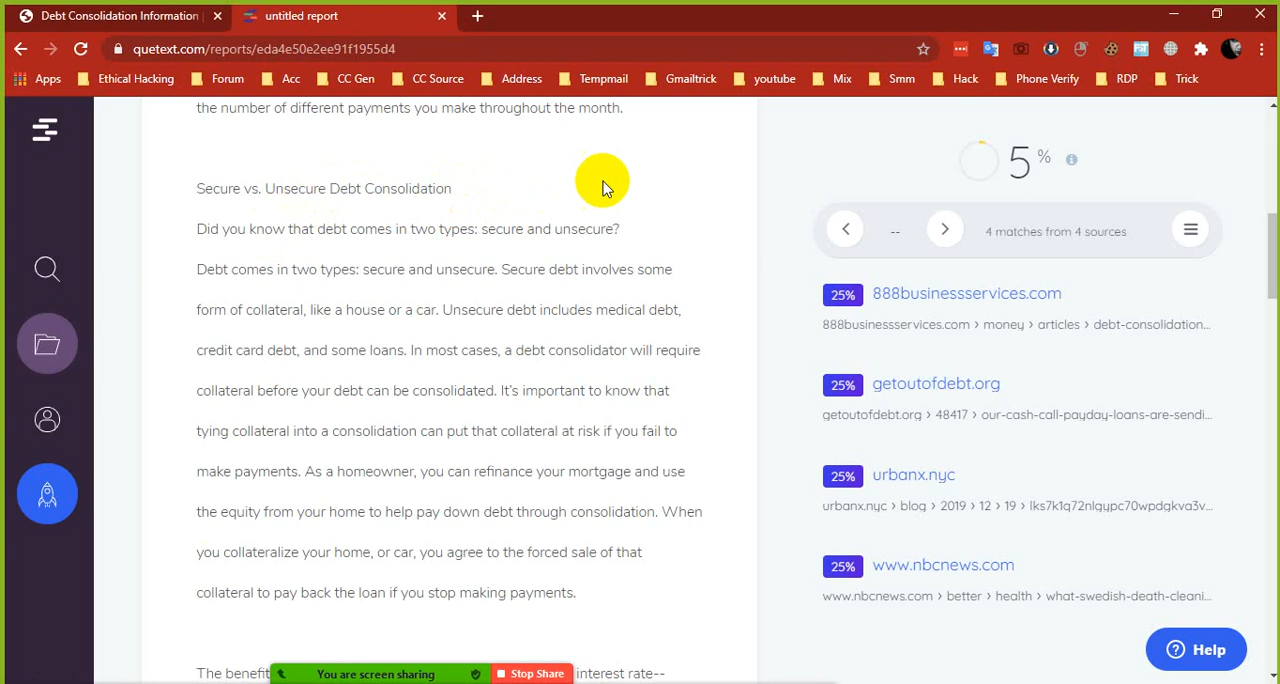 Debt Consolidation Information
untitled report
quetext.com/reports/eda4e50e2ee91f1955d4
Apps
Ethical Hacking
Forum
Acc
CC Gen
CC Source
Address
Tempmail
Gmailtrick
youtube
Mix
Smm
Hack
Phone Verify
RDP
Trick
the number of different payments you make throughout the month.
Secure vs. Unsecure Debt Consolidation
Did you know that debt comes in two types: secure and unsecure?
Debt comes in two types: secure and unsecure. Secure debt involves some
form of collateral, like a house or a car. Unsecure debt includes medical debt,
credit card debt, and some loans. In most cases, a debt consolidator will require
collateral before your debt can be consolidated. It's important to know that
tying collateral into a consolidation can put that collateral at risk if you fail to
make payments. As a homeowner, you can refinance your mortgage and use
the equity from your home to help pay down debt through consolidation. When
you collateralize your home, or car, you agree to the forced sale of that
collateral to pay back the loan if you stop making payments.
The benefit
interest rate--
You are screen sharing
Stop Share
5 %
--
4 matches from 4 sources
25% 888businessservices.com
888businessservices.com > money > articles > debt-consolidation...
25% getoutofdebt.org
getoutofdebt.org > 48417 > our-cash-call-payday-loans-are-sendi...
25% urbanx.nyc
urbanx.nyc > blog > 2019 > 12 > 19 > lks7k1q72nlgypc70wpdgkva3v...
25% www.nbcnews.com
www.nbcnews.com > better > health > what-swedish-death-cleani...
Help